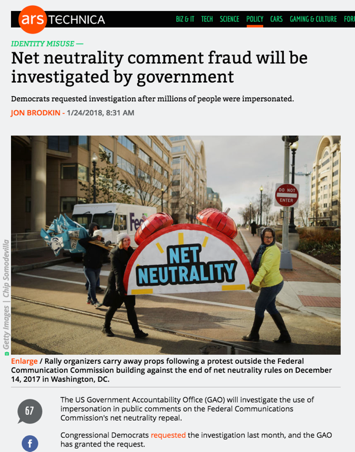 ars TECHNICA
BIZ & IT TECH SCIENCE POLICY CARS GAMING & CULTURE
IDENTITY MISUSE —
Net neutrality comment fraud will be
investigated by government
Democrats requested investigation after millions of people were impersonated.
JON BRODKIN - 1/24/2018, 8:31 AM
FedEx
DO NOT
ENTER
NET
NEUTRALITY
Getty Images | Chip Somodevilla
Enlarge / Rally organizers carry away props following a protest outside the Federal
Communication Commission building against the end of net neutrality rules on December
14, 2017 in Washington, DC.
67
The US Government Accountability Office (GAO) will investigate the use of
impersonation in public comments on the Federal Communications
Commission's net neutrality repeal.
f
Congressional Democrats requested the investigation last month, and the GAO
has granted the request.